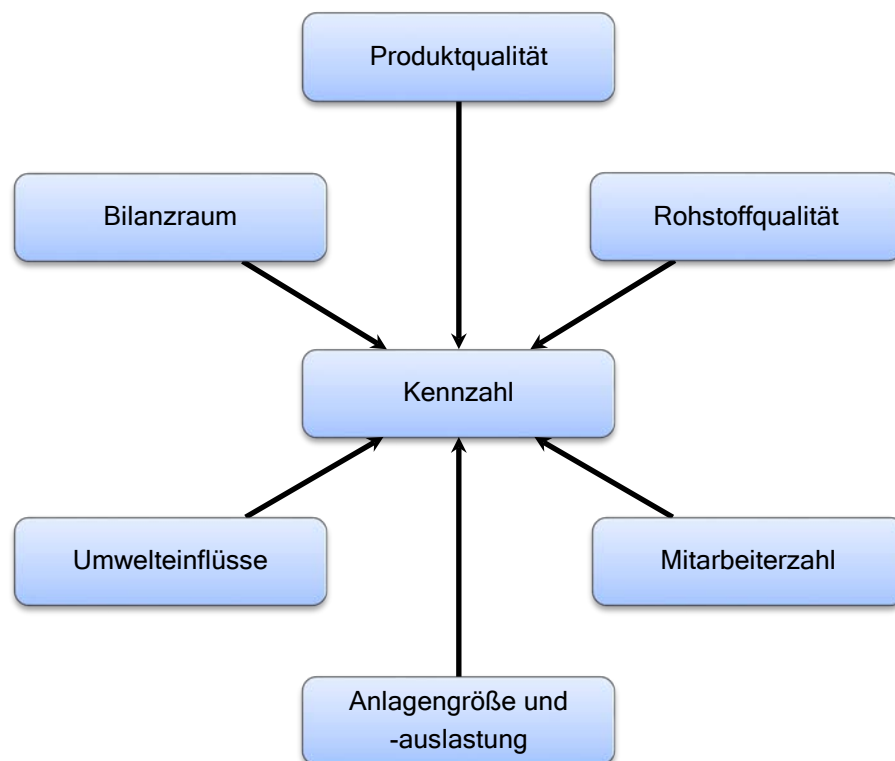 Produktqualität
Bilanzraum
Rohstoffqualität
Kennzahl
Umwelteinflüsse
Mitarbeiterzahl
Anlagengröße und
-auslastung